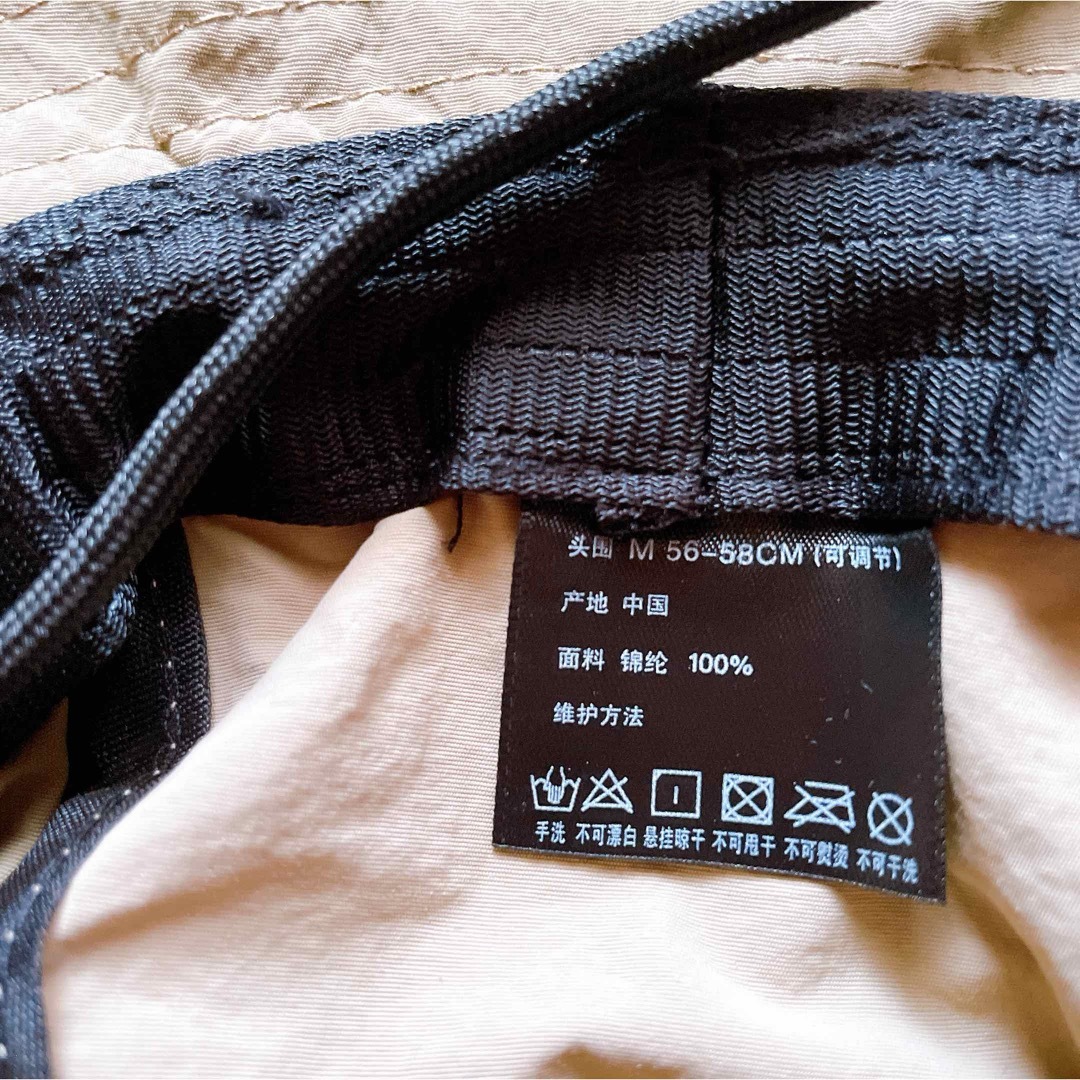 头围 M 56-58CM (可调节)
产地 中国
面料 锦纶 100%
维护方法
手洗 不可漂白 悬挂晾干 不可甩干 不可熨烫 不可干洗